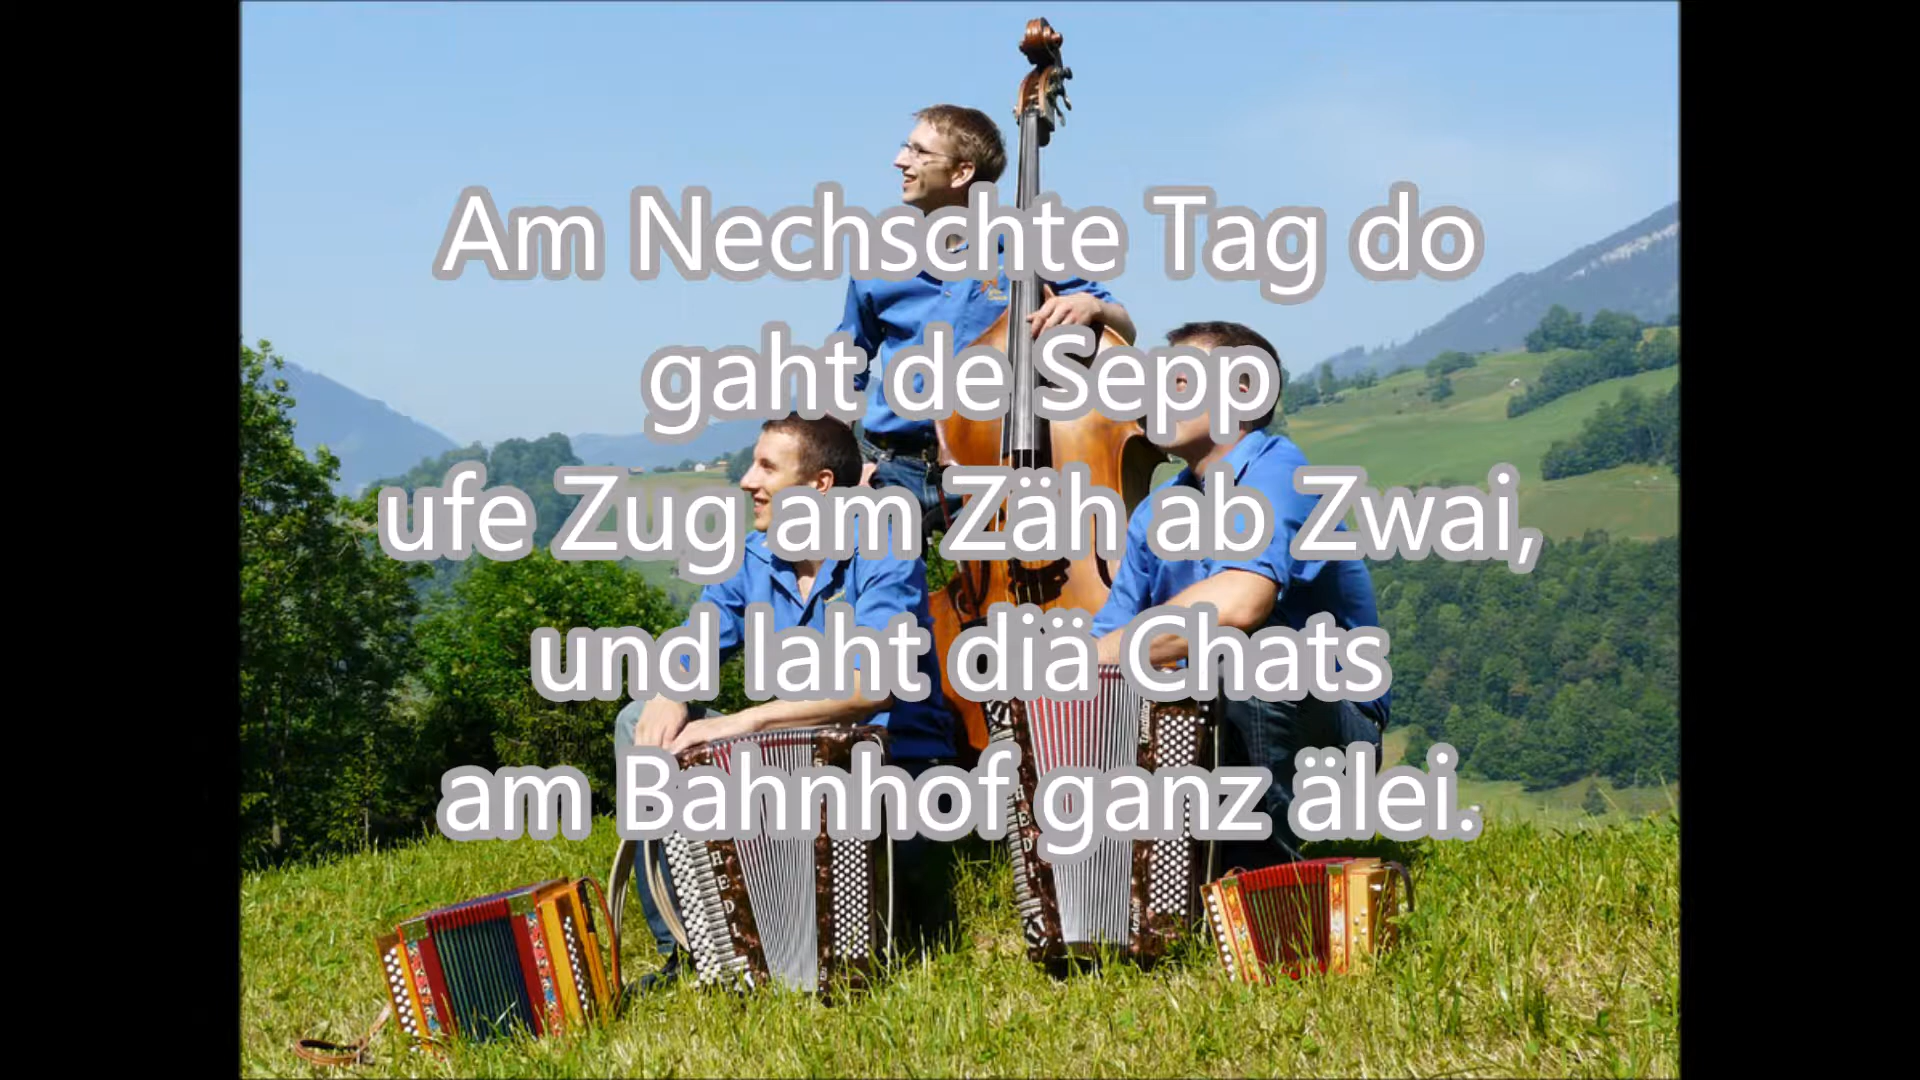 Am Nechschte Tag do
gaht de Sepp
ufe Zug am Zäh ab Zwai,
und laht diä Chats
am Bahnhof ganz älei.